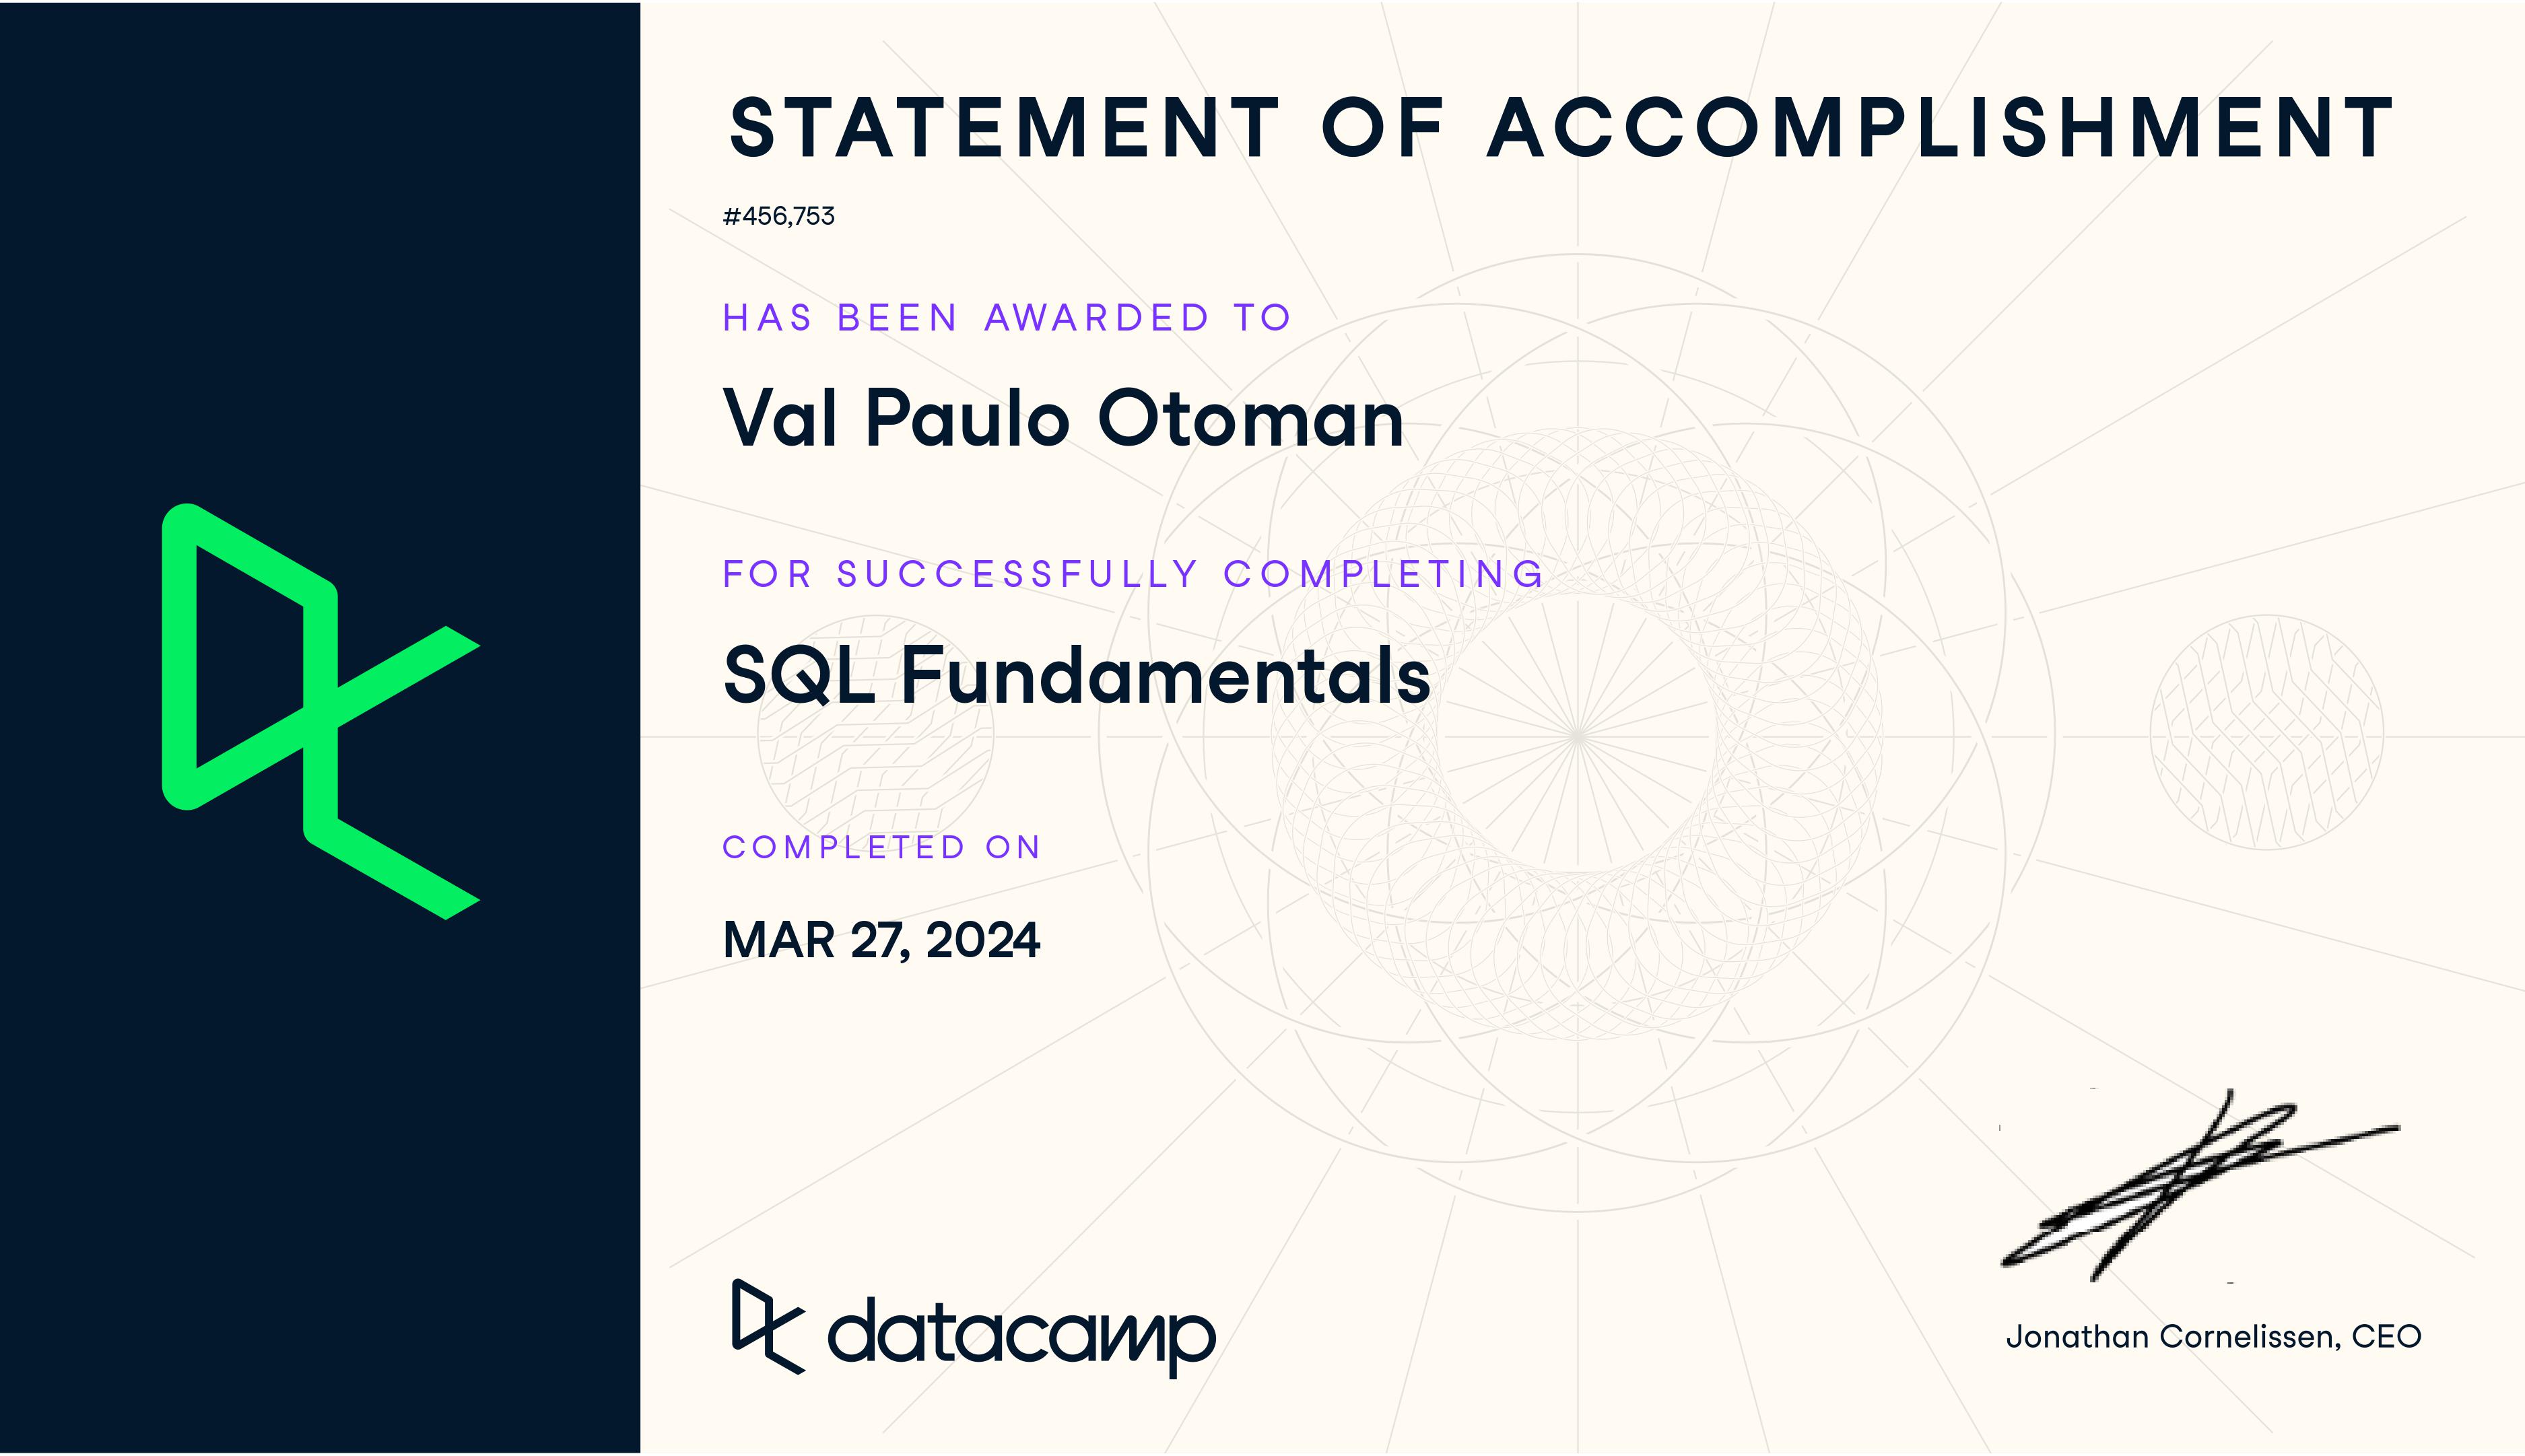 STATEMENT OF ACCOMPLISHMENT
#456,753
HAS BEEN AWARDED TO
Val Paulo Otoman
FOR SUCCESSFULLY COMPLETING
SQL Fundamentals
COMPLETED ON
MAR 27, 2024
datacamp
Jonathan Cornelissen, CEO